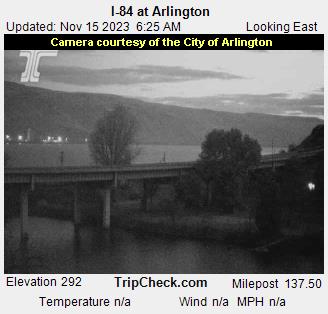 I-84 at Arlington
Updated: Nov 15 2023 6:25 AM Looking East
Camera courtesy of the City of Arlington
Elevation 292 TripCheck.com Milepost 137.50
Temperature n/a Wind n/a MPH n/a